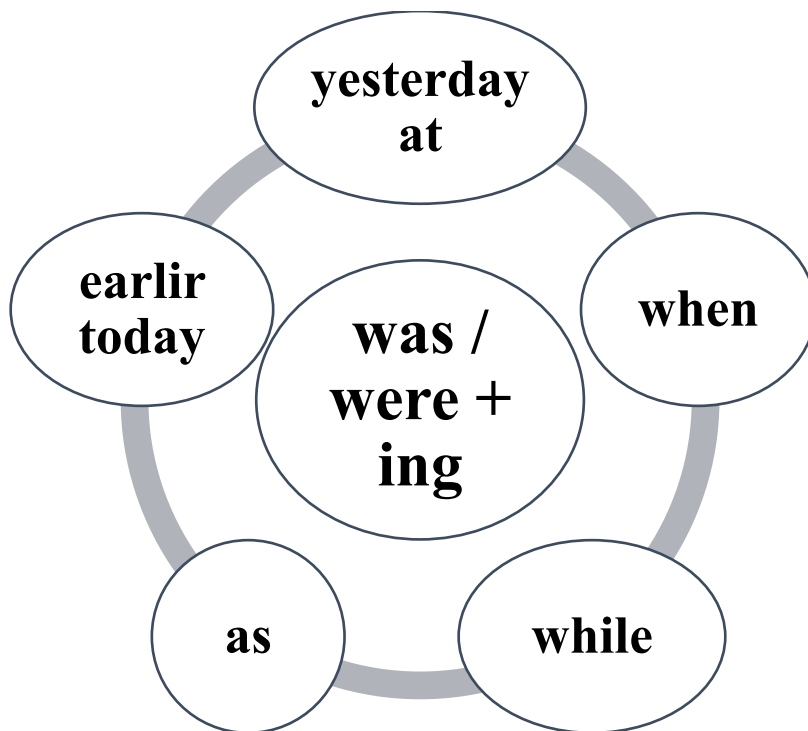 yesterday
at
when
while
as
earlir
today
was /
were +
ing